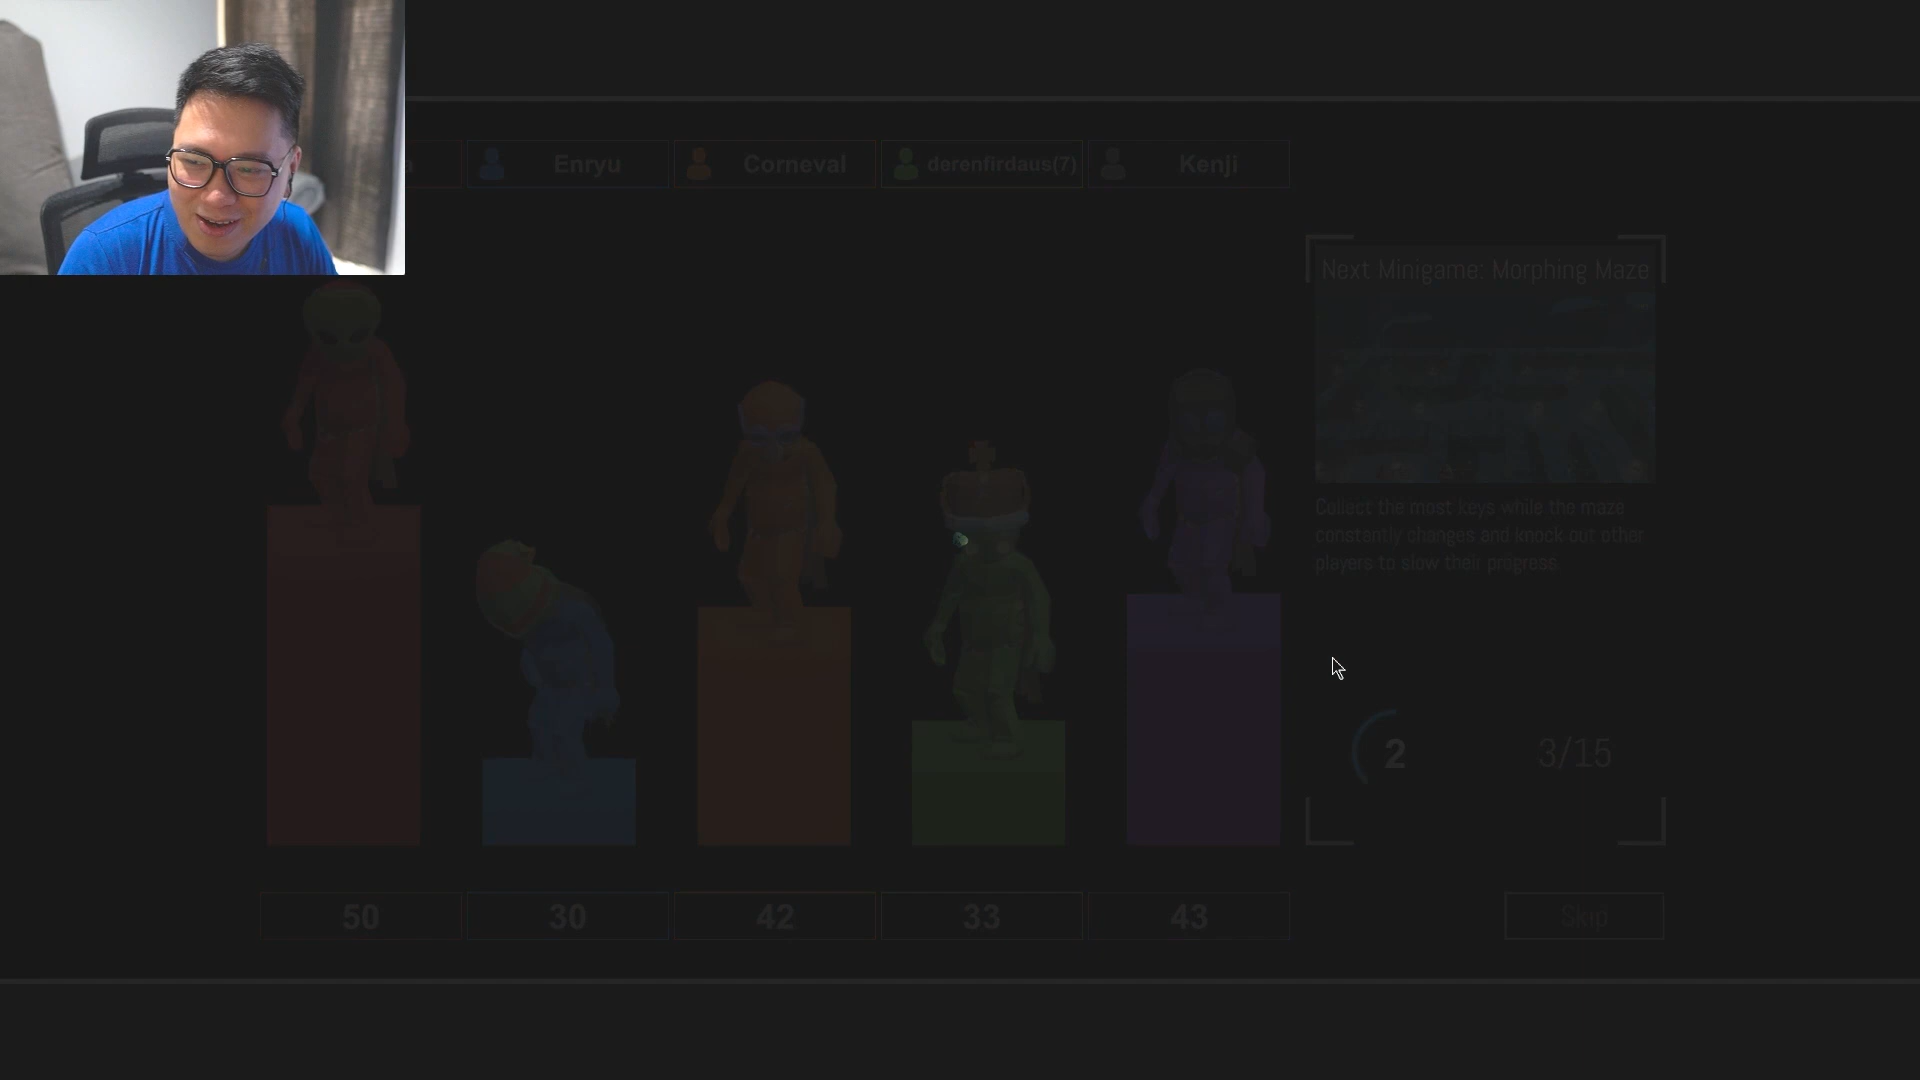 Enryu
Corneval
derenfirdaus(7)
Kenji
Next Minigame: Morphing Maze
Collect the most keys while the maze
constantly changes and knock out other
players to slow their progress.
2
3/15
50
30
42
33
43
Skip